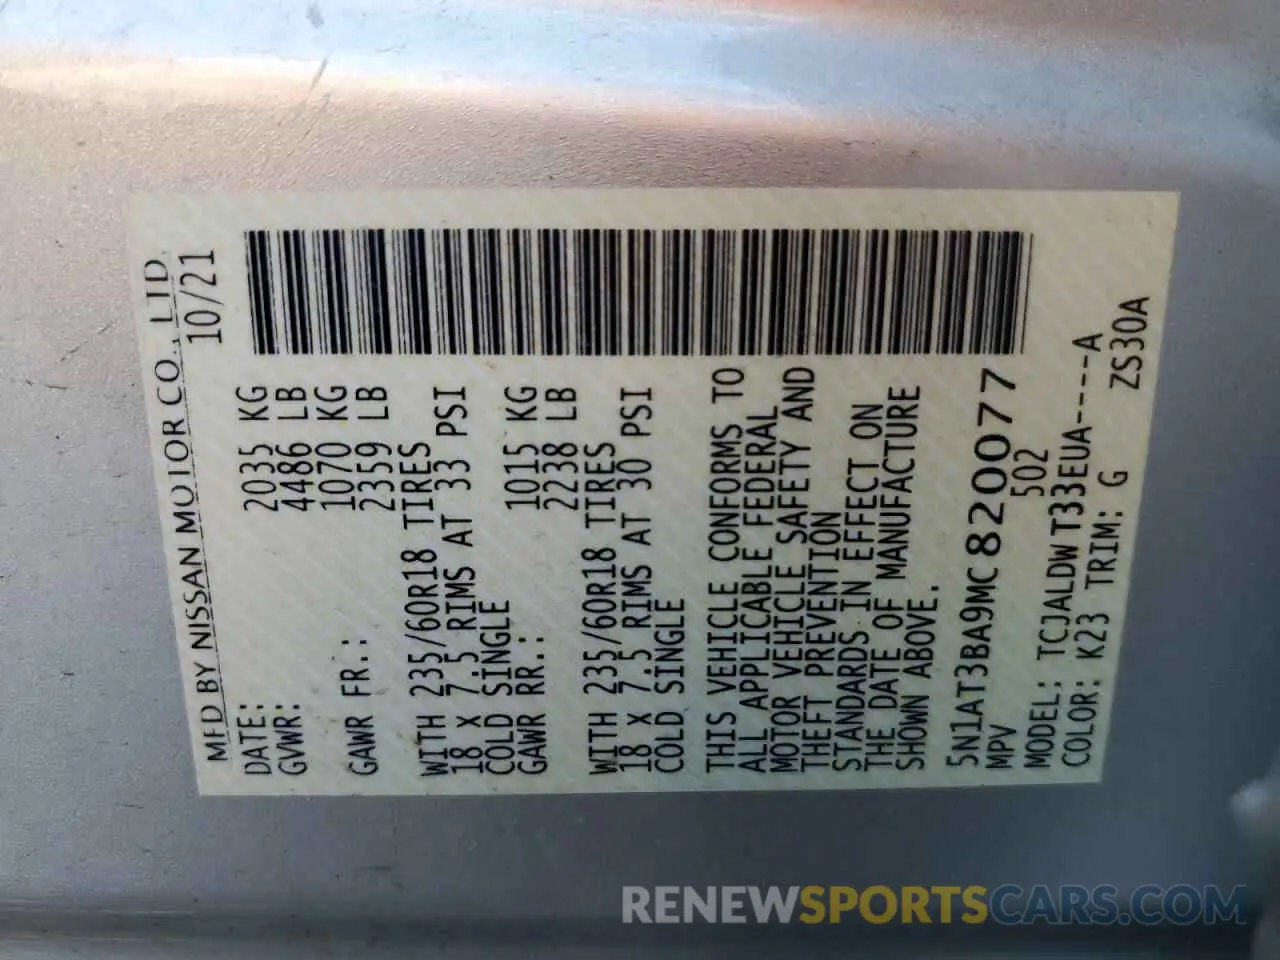 MFD BY NISSAN MOTOR CO., LTD.
DATE: 10/21
GVWR: 2035 KG
4486 LB
GAWR FR.: 1070 KG
2359 LB
WITH 235/60R18 TIRES
18 X 7.5 RIMS AT 33 PSI
COLD SINGLE
GAWR RR.: 1015 KG
2238 LB
WITH 235/60R18 TIRES
18 X 7.5 RIMS AT 30 PSI
COLD SINGLE
THIS VEHICLE CONFORMS TO
ALL APPLICABLE FEDERAL
MOTOR VEHICLE SAFETY AND
THEFT PREVENTION
STANDARDS IN EFFECT ON
THE DATE OF MANUFACTURE
SHOWN ABOVE.
5N1AT3BA9MC820077
MPV 502
MODEL: TCJALDWT33EUA----A
COLOR: K23 TRIM: G ZS30A
RENEWSPORTSCARS.COM